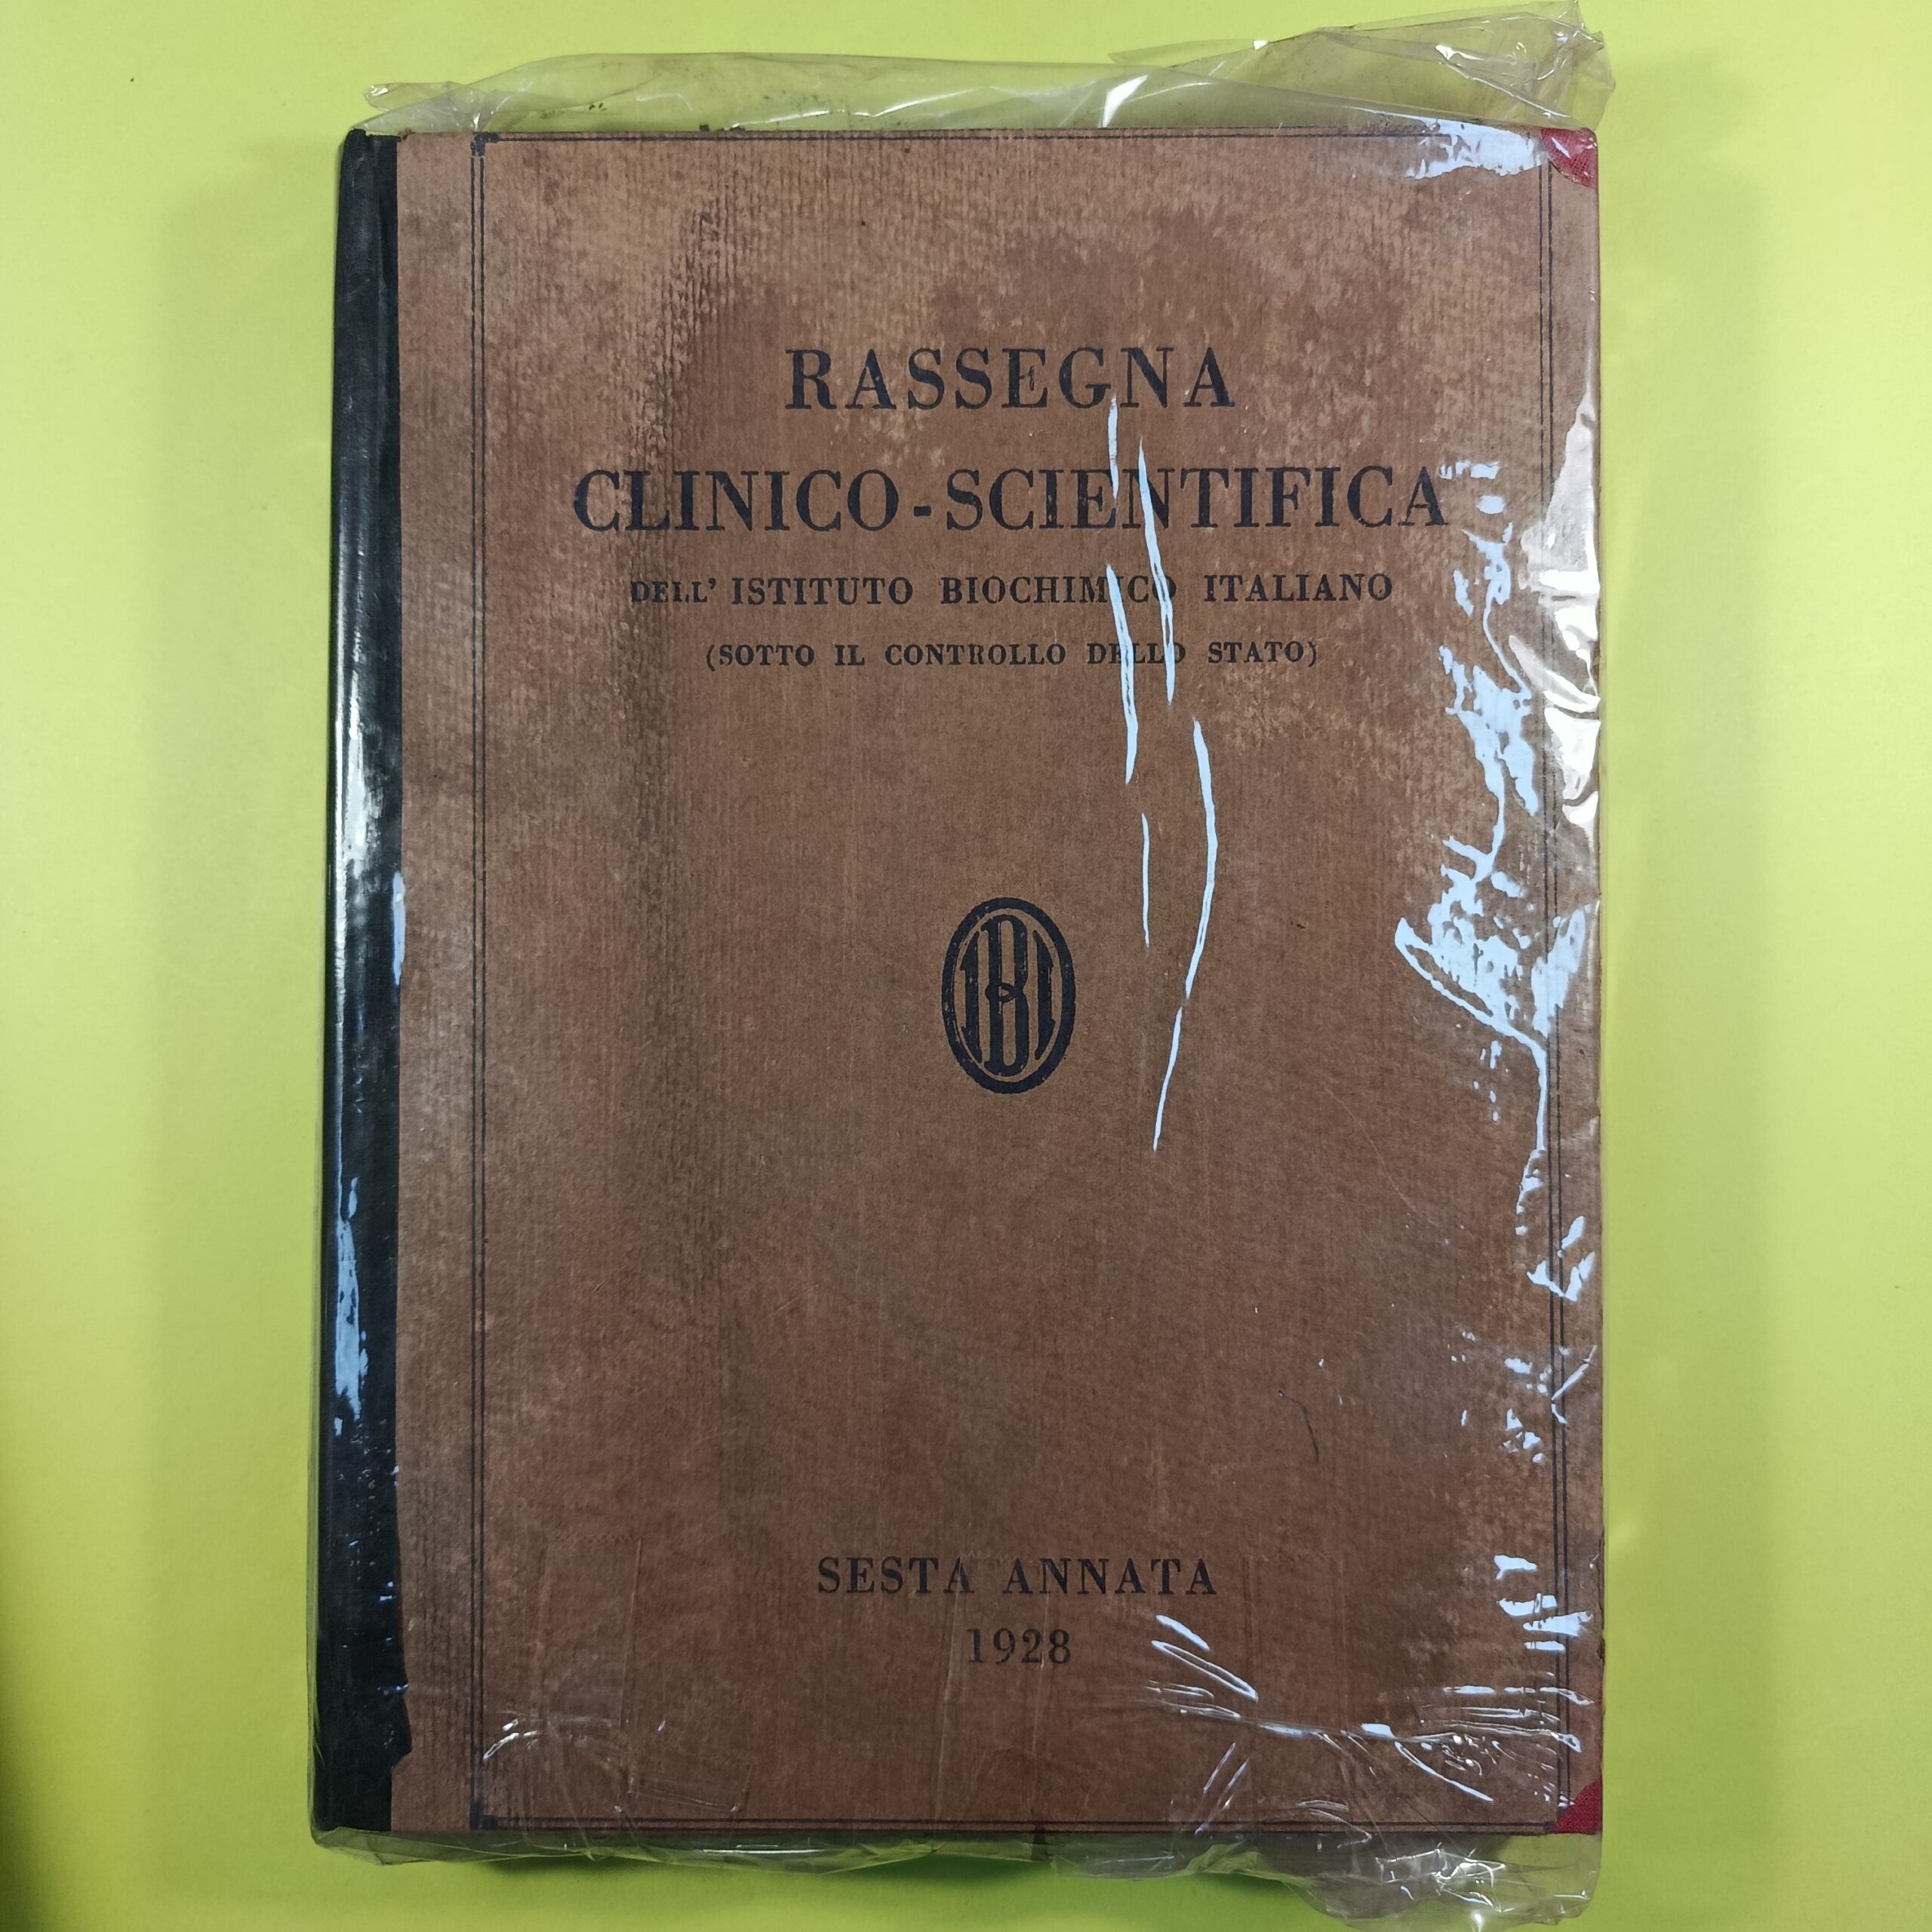 RASSEGNA
CLINICO-SCIENTIFICA
DELL' ISTITUTO BIOCHIMICO ITALIANO
(SOTTO IL CONTROLLO DELLO STATO)
IBI
SESTA ANNATA
1928